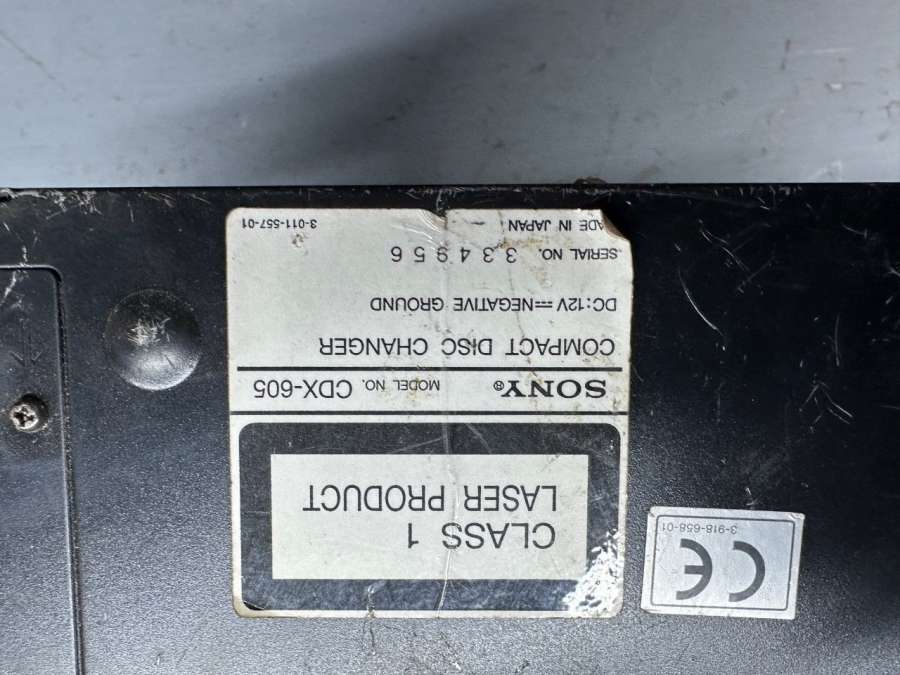 CLASS 1
LASER PRODUCT
SONY® MODEL NO. CDX-605
COMPACT DISC CHANGER
DC:12V⎓NEGATIVE GROUND
SERIAL NO. 334956
ADE IN JAPAN
3-011-557-01
CE
3-918-658-01